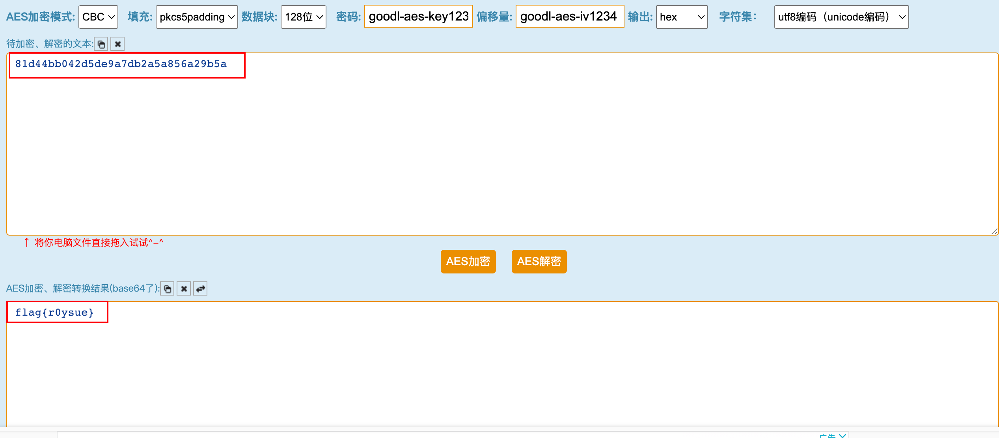 AES加密模式: CBC 填充: pkcs5padding 数据块: 128位 密码: goodl-aes-key123 偏移量: goodl-aes-iv1234 输出: hex 字符集: utf8编码（unicode编码）
待加密、解密的文本:
81d44bb042d5de9a7db2a5a856a29b5a
↑ 将你电脑文件直接拖入试试^-^
AES加密 AES解密
AES加密、解密转换结果(base64了):
flag{r0ysue}
广告